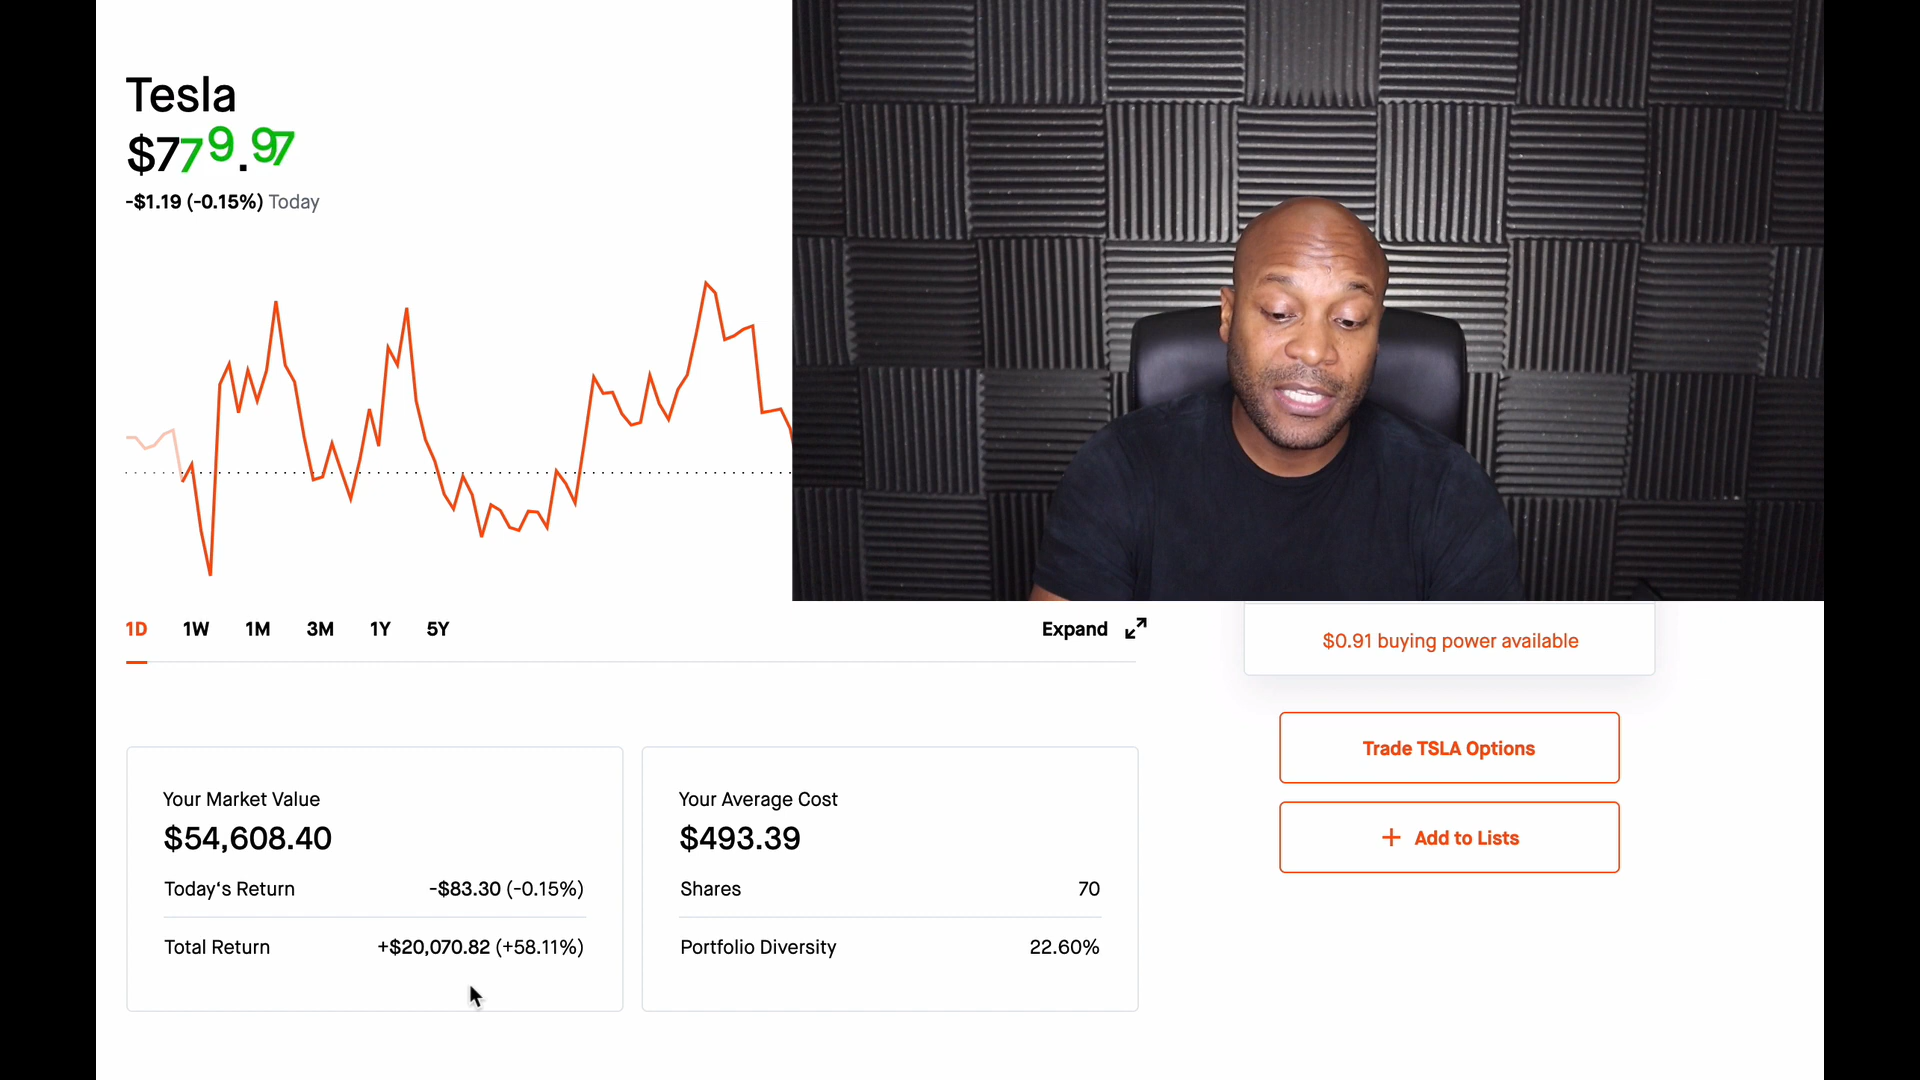 Tesla
$779.97
-$1.19 (-0.15%) Today
1D 1W 1M 3M 1Y 5Y
Expand
$0.91 buying power available
Trade TSLA Options
+ Add to Lists
Your Market Value
$54,608.40
Today's Return -$83.30 (-0.15%)
Total Return +$20,070.82 (+58.11%)
Your Average Cost
$493.39
Shares 70
Portfolio Diversity 22.60%